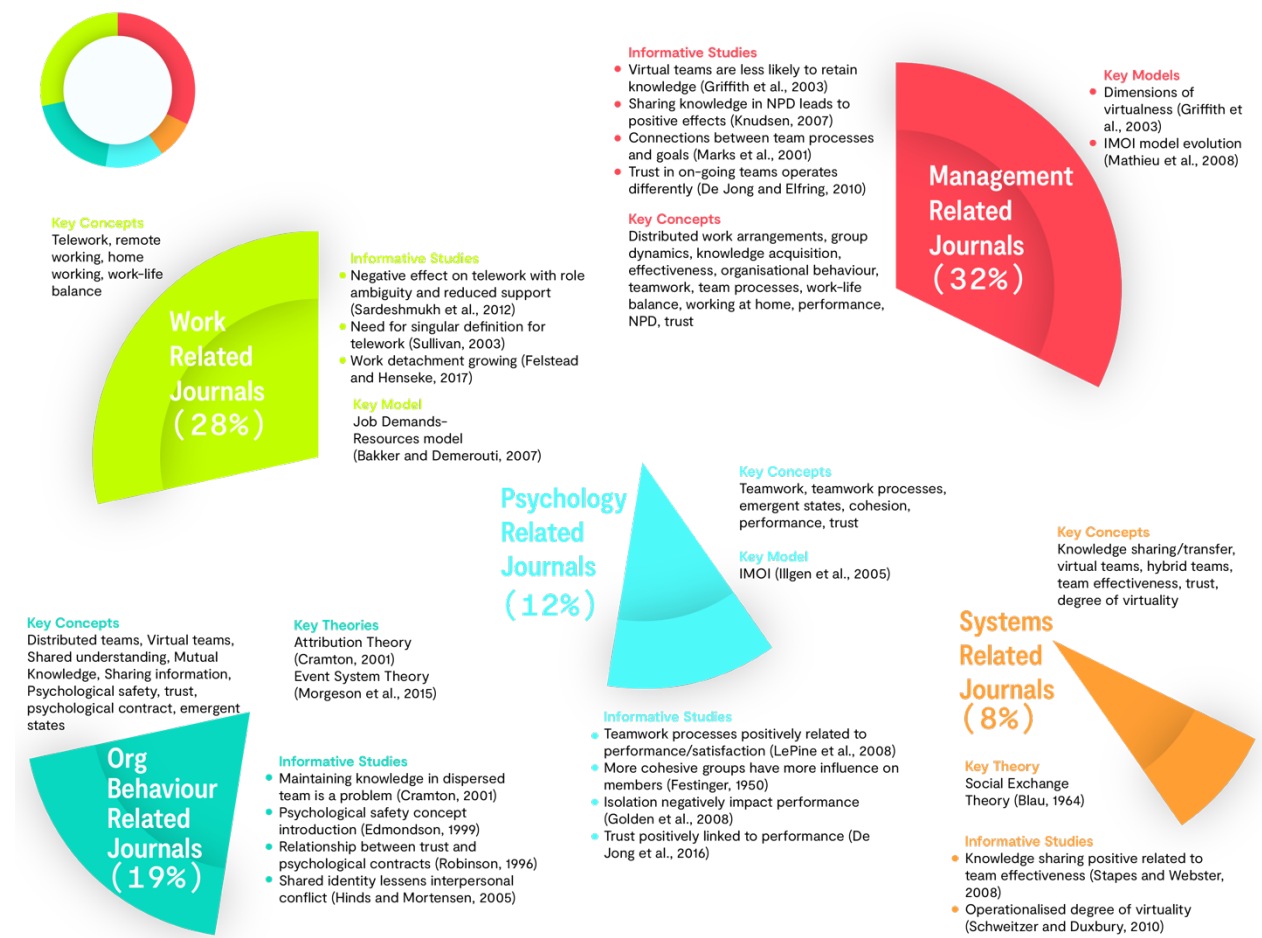 Informative Studies
Virtual teams are less likely to retain
knowledge (Griffith et al., 2003)
Sharing knowledge in NPD leads to
positive effects (Knudsen, 2007)
Connections between team processes
and goals (Marks et al., 2001)
Trust in on-going teams operates
differently (De Jong and Elfring, 2010)
Key Concepts
Distributed work arrangements, group
dynamics, knowledge acquisition,
effectiveness, organisational behaviour,
teamwork, team processes, work-life
balance, working at home, performance,
NPD, trust
Management
Related
Journals
(32%)
Key Models
Dimensions of
virtualness (Griffith et
al., 2003)
IMOI model evolution
(Mathieu et al., 2008)
Key Concepts
Telework, remote
working, home
working, work-life
balance
Work
Related
Journals
(28%)
Informative Studies
Negative effect on telework with role
ambiguity and reduced support
(Sardeshmukh et al., 2012)
Need for singular definition for
telework (Sullivan, 2003)
Work detachment growing (Felstead
and Henseke, 2017)
Key Model
Job Demands-
Resources model
(Bakker and Demerouti, 2007)
Psychology
Related
Journals
(12%)
Key Concepts
Teamwork, teamwork processes,
emergent states, cohesion,
performance, trust
Key Model
IMOI (Illgen et al., 2005)
Informative Studies
Teamwork processes positively related to
performance/satisfaction (LePine et al., 2008)
More cohesive groups have more influence on
members (Festinger, 1950)
Isolation negatively impact performance
(Golden et al., 2008)
Trust positively linked to performance (De
Jong et al., 2016)
Key Concepts
Knowledge sharing/transfer,
virtual teams, hybrid teams,
team effectiveness, trust,
degree of virtuality
Systems
Related
Journals
(8%)
Key Theory
Social Exchange
Theory (Blau, 1964)
Informative Studies
Knowledge sharing positive related to
team effectiveness (Stapes and Webster,
2008)
Operationalised degree of virtuality
(Schweitzer and Duxbury, 2010)
Key Concepts
Distributed teams, Virtual teams,
Shared understanding, Mutual
Knowledge, Sharing information,
Psychological safety, trust,
psychological contract, emergent
states
Key Theories
Attribution Theory
(Cramton, 2001)
Event System Theory
(Morgeson et al., 2015)
Org
Behaviour
Related
Journals
(19%)
Informative Studies
Maintaining knowledge in dispersed
team is a problem (Cramton, 2001)
Psychological safety concept
introduction (Edmondson, 1999)
Relationship between trust and
psychological contracts (Robinson, 1996)
Shared identity lessens interpersonal
conflict (Hinds and Mortensen, 2005)